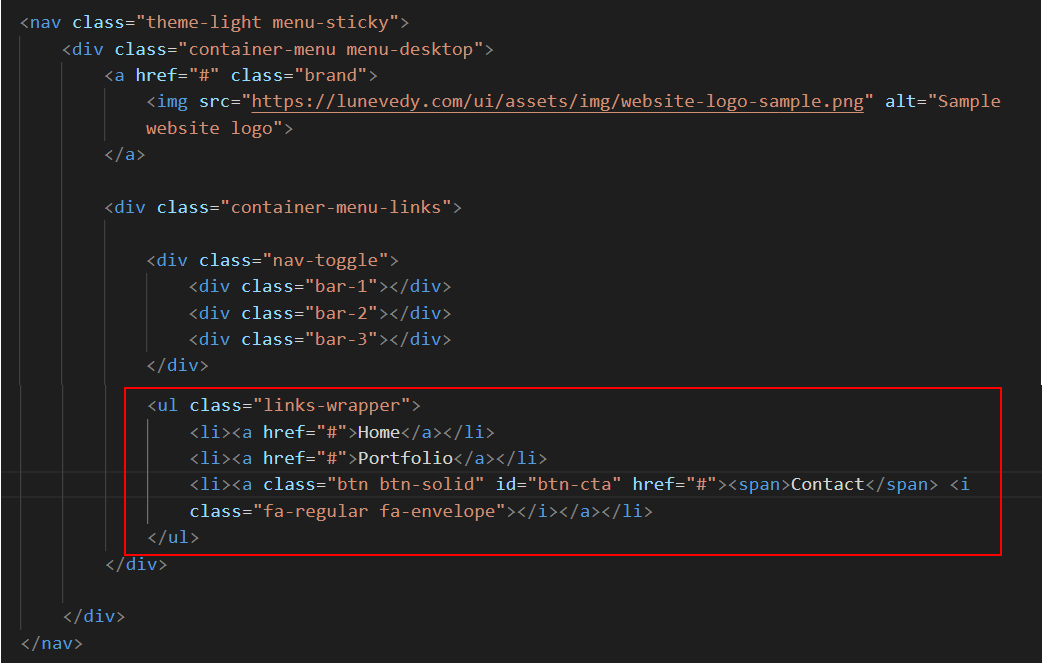 <nav class="theme-light menu-sticky">
<div class="container-menu menu-desktop">
<a href="#" class="brand">
<img src="https://lunevedy.com/ui/assets/img/website-logo-sample.png" alt="Sample
website logo">
</a>
<div class="container-menu-links">
<div class="nav-toggle">
<div class="bar-1"></div>
<div class="bar-2"></div>
<div class="bar-3"></div>
</div>
<ul class="links-wrapper">
<li><a href="#">Home</a></li>
<li><a href="#">Portfolio</a></li>
<li><a class="btn btn-solid" id="btn-cta" href="#"><span>Contact</span> <i
class="fa-regular fa-envelope"></i></a></li>
</ul>
</div>
</div>
</nav>